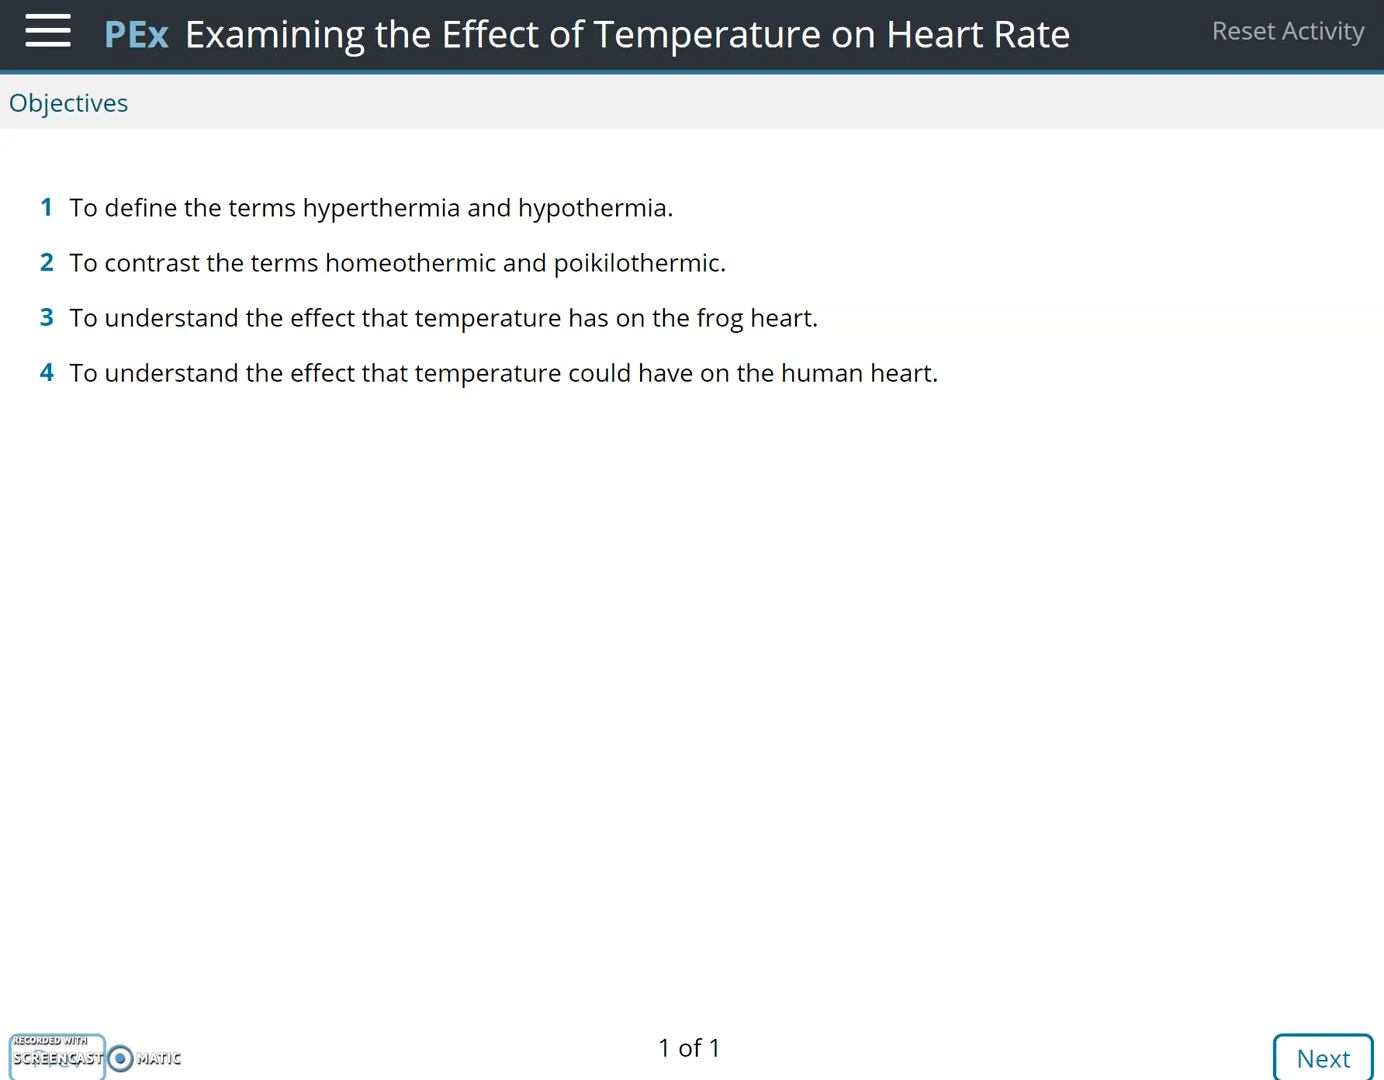 PEx Examining the Effect of Temperature on Heart Rate
Reset Activity
Objectives
1 To define the terms hyperthermia and hypothermia.
2 To contrast the terms homeothermic and poikilothermic.
3 To understand the effect that temperature has on the frog heart.
4 To understand the effect that temperature could have on the human heart.
RECORDED WITH
SCREENCAST MATIC
1 of 1
Next